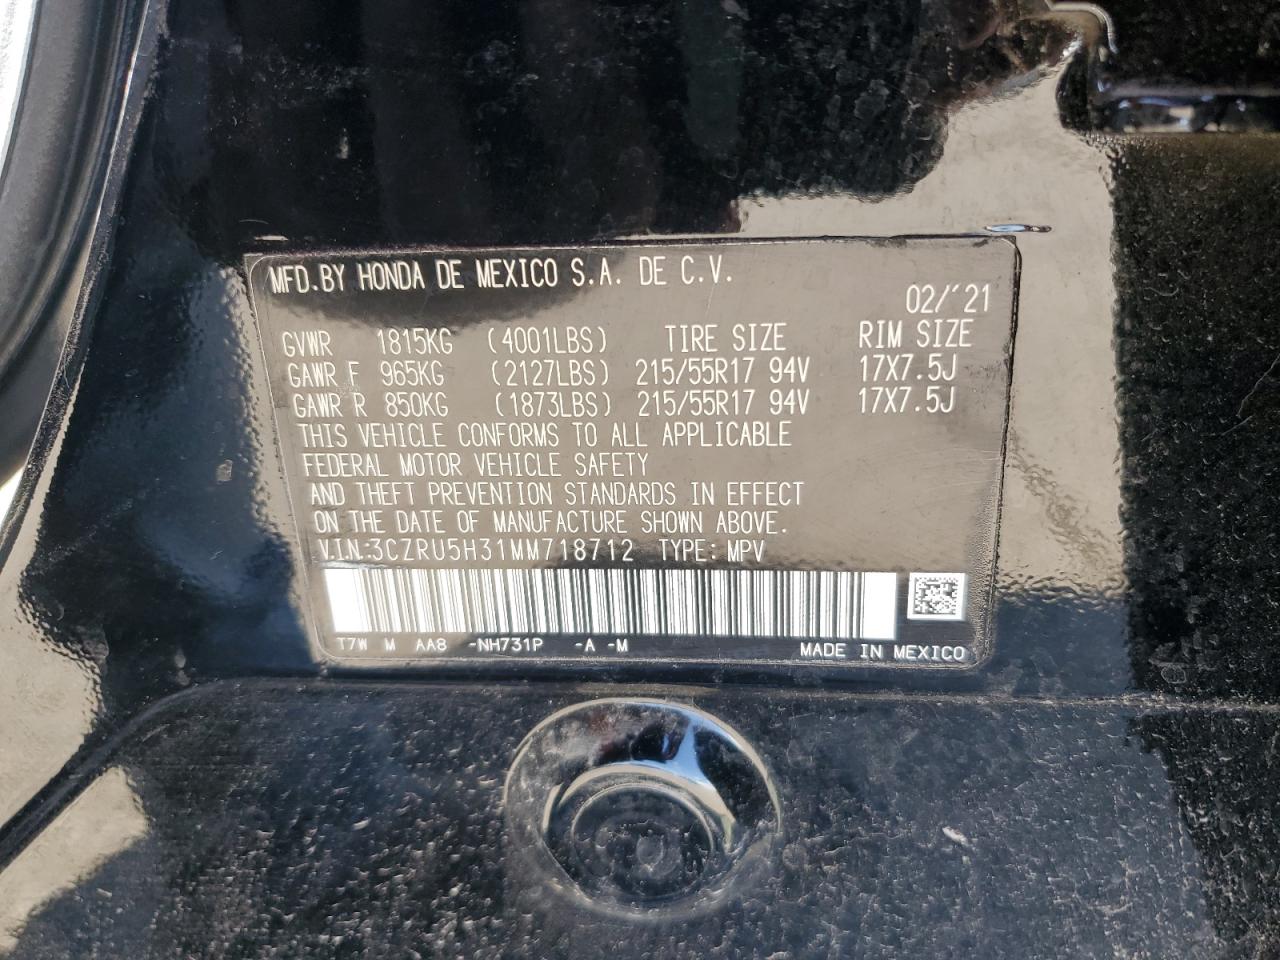 MFD.BY HONDA DE MEXICO S.A. DE C.V.
02/'21
GVWR 1815KG (4001LBS) TIRE SIZE RIM SIZE
GAWR F 965KG (2127LBS) 215/55R17 94V 17X7.5J
GAWR R 850KG (1873LBS) 215/55R17 94V 17X7.5J
THIS VEHICLE CONFORMS TO ALL APPLICABLE
FEDERAL MOTOR VEHICLE SAFETY
AND THEFT PREVENTION STANDARDS IN EFFECT
ON THE DATE OF MANUFACTURE SHOWN ABOVE.
V.I.N.:3CZRU5H31MM718712 TYPE: MPV
T7W M AA8 -NH731P -A -M MADE IN MEXICO